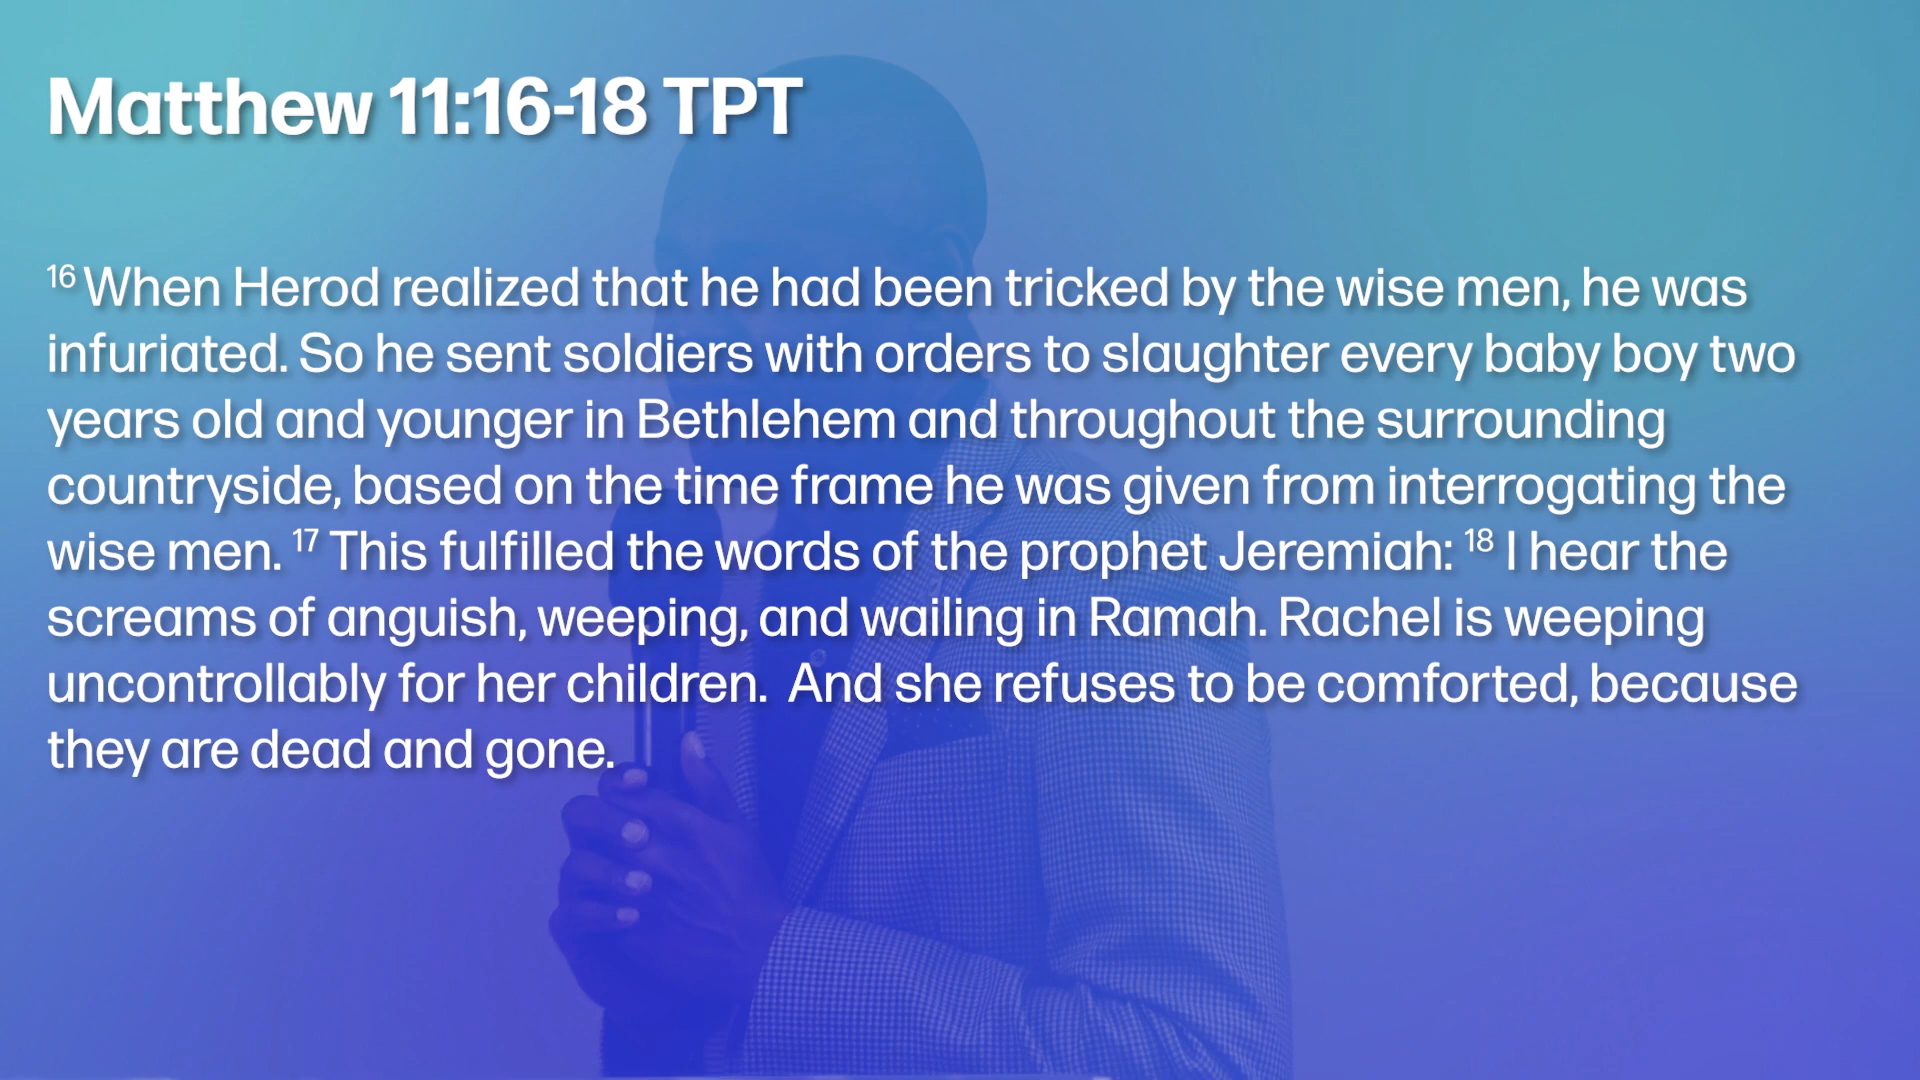 Matthew 11:16-18 TPT
16 When Herod realized that he had been tricked by the wise men, he was
infuriated. So he sent soldiers with orders to slaughter every baby boy two
years old and younger in Bethlehem and throughout the surrounding
countryside, based on the time frame he was given from interrogating the
wise men. 17 This fulfilled the words of the prophet Jeremiah: 18 I hear the
screams of anguish, weeping, and wailing in Ramah. Rachel is weeping
uncontrollably for her children.  And she refuses to be comforted, because
they are dead and gone.